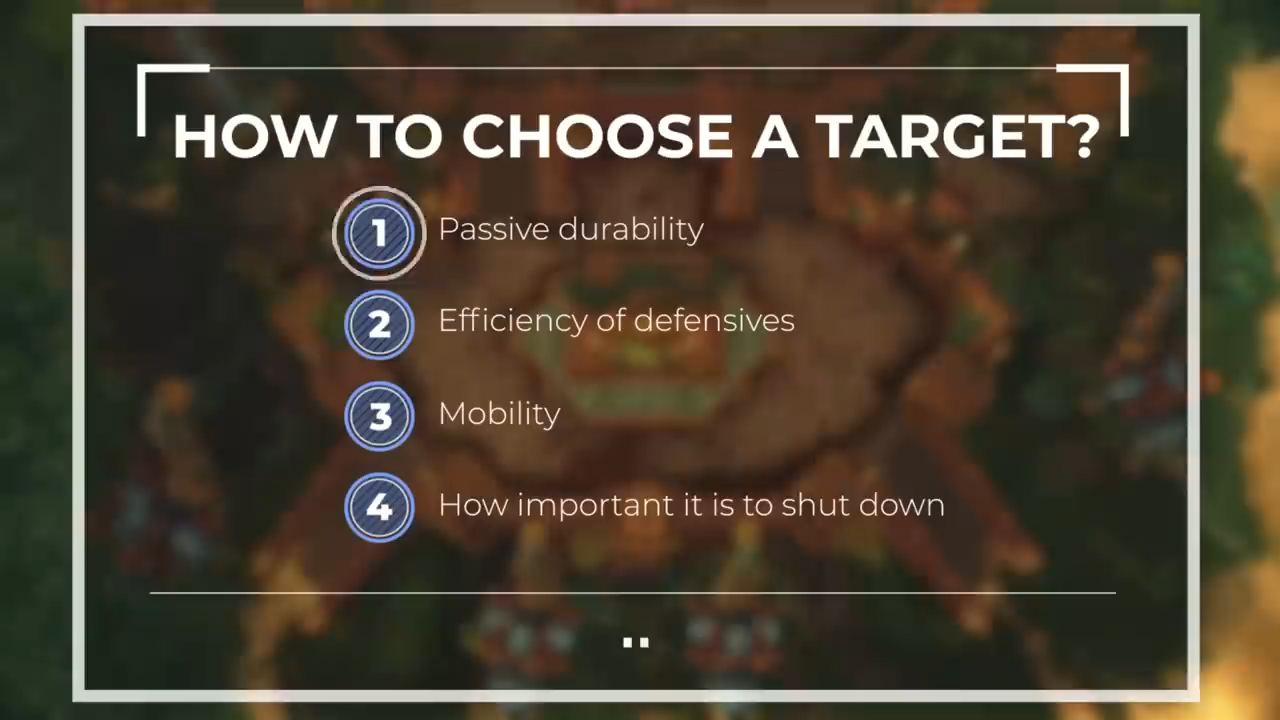 HOW TO CHOOSE A TARGET?
1 Passive durability
2 Efficiency of defensives
3 Mobility
4 How important it is to shut down